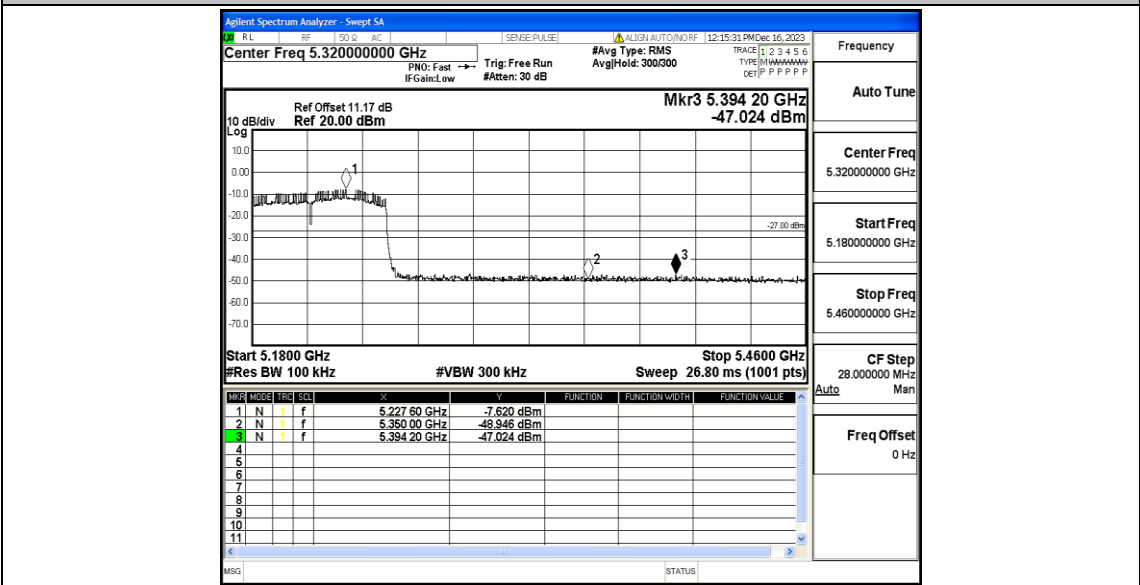 Agilent Spectrum Analyzer - Swept SA
RL RF 50 Ω AC SENSE:PULSE ALIGN AUTO/NO RF 12:15:31 PM Dec 16, 2023
Center Freq 5.320000000 GHz
PNO: Fast
IFGain:Low
Trig: Free Run
#Atten: 30 dB
#Avg Type: RMS
Avg|Hold: 300/300
TRACE 1 2 3 4 5 6
TYPE M
DET P P P P P P
Frequency
Auto Tune
Center Freq
5.320000000 GHz
Start Freq
5.180000000 GHz
Stop Freq
5.460000000 GHz
CF Step
28.000000 MHz
Auto Man
Freq Offset
0 Hz
Mkr3 5.394 20 GHz
-47.024 dBm
Ref Offset 11.17 dB
10 dB/div Ref 20.00 dBm
Log
10.0
0.00
-10.0
-20.0
-30.0
-40.0
-50.0
-60.0
-70.0
1
2
3
-27.00 dBm
Start 5.1800 GHz Stop 5.4600 GHz
#Res BW 100 kHz #VBW 300 kHz Sweep 26.80 ms (1001 pts)
MKR MODE TRC SCL X Y FUNCTION FUNCTION WIDTH FUNCTION VALUE
1 N 1 f 5.227 60 GHz -7.620 dBm
2 N 1 f 5.350 00 GHz -48.946 dBm
3 N 1 f 5.394 20 GHz -47.024 dBm
4
5
6
7
8
9
10
11
MSG STATUS